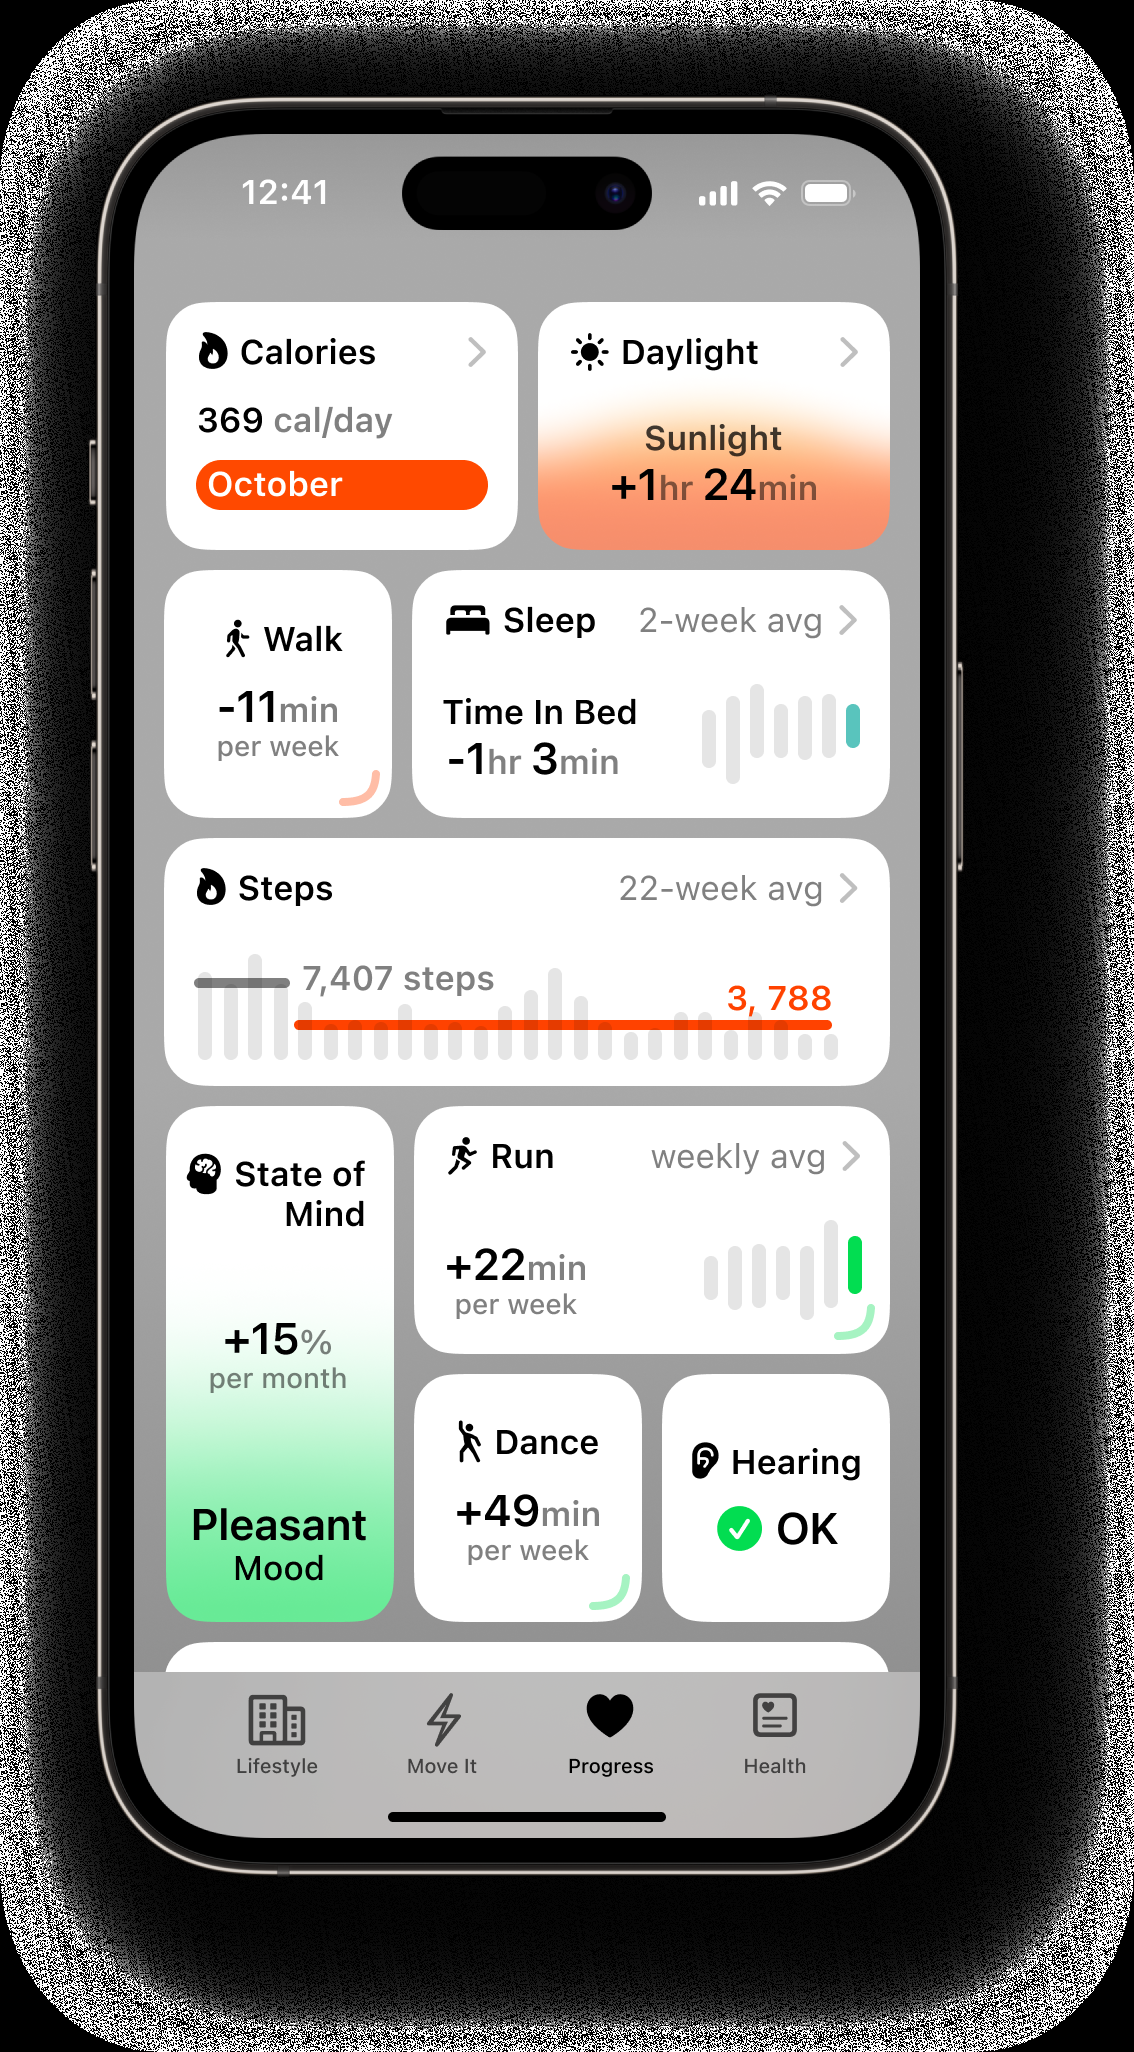 12:41
Calories
369 cal/day
October
Daylight
Sunlight
+1hr 24min
Walk
-11min
per week
Sleep 2-week avg
Time In Bed
-1hr 3min
Steps 22-week avg
7,407 steps
3, 788
State of
Mind
+15%
per month
Pleasant
Mood
Run weekly avg
+22min
per week
Dance
+49min
per week
Hearing
OK
Lifestyle
Move It
Progress
Health